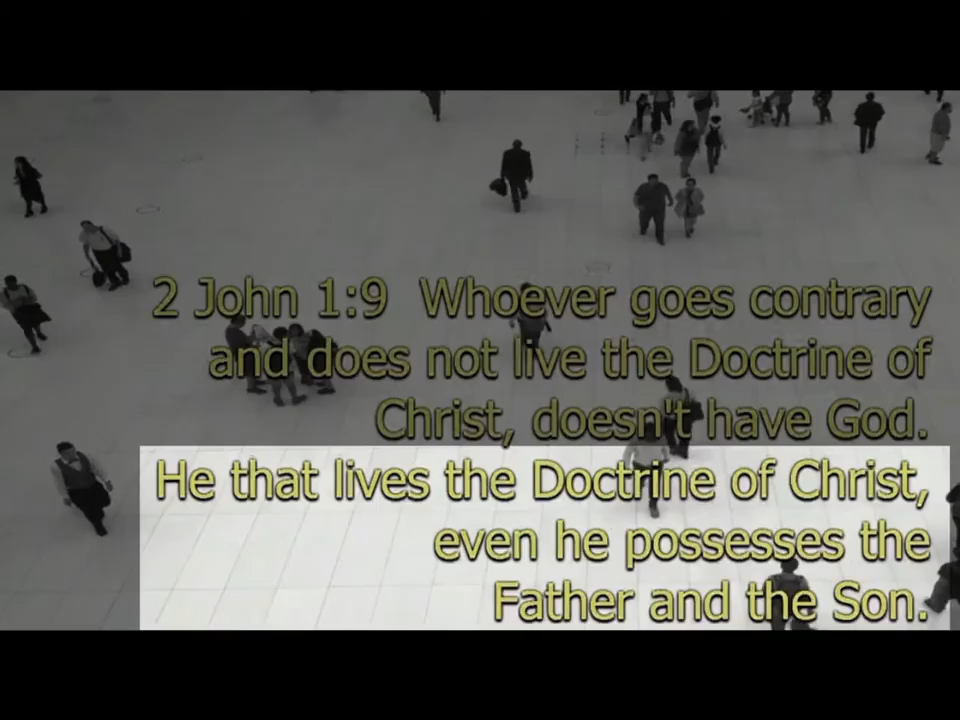 2 John 1:9  Whoever goes contrary
and does not live the Doctrine of
Christ, doesn't have God.
He that lives the Doctrine of Christ,
even he possesses the
Father and the Son.